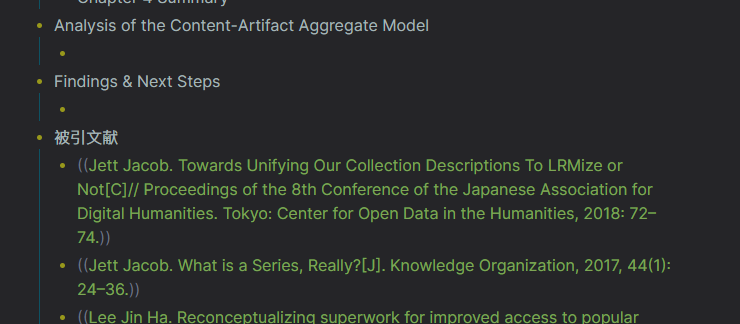 Chapter 4 Summary
Analysis of the Content-Artifact Aggregate Model
Findings & Next Steps
被引文献
((Jett Jacob. Towards Unifying Our Collection Descriptions To LRMize or
Not[C]// Proceedings of the 8th Conference of the Japanese Association for
Digital Humanities. Tokyo: Center for Open Data in the Humanities, 2018: 72–
74.))
((Jett Jacob. What is a Series, Really?[J]. Knowledge Organization, 2017, 44(1):
24–36.))
((Lee Jin Ha. Reconceptualizing superwork for improved access to popular